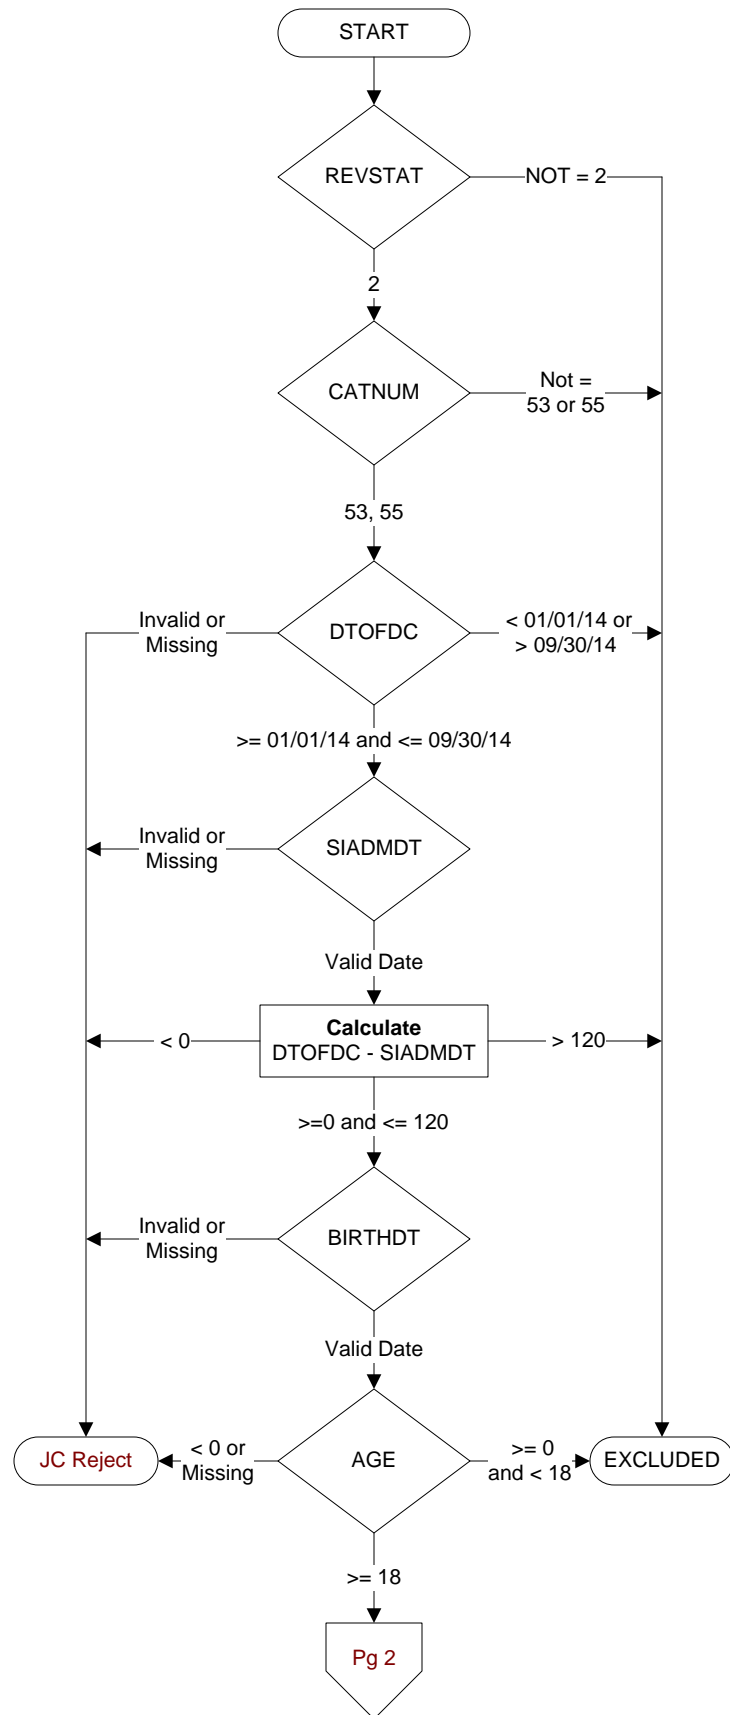 START
REVSTAT
NOT = 2
2
CATNUM
Not =
53 or 55
53, 55
Invalid or
Missing
DTOFDC
< 01/01/14 or
> 09/30/14
>= 01/01/14 and <= 09/30/14
Invalid or
Missing
SIADMDT
Valid Date
< 0
Calculate
DTOFDC - SIADMDT
> 120
>=0 and <= 120
Invalid or
Missing
BIRTHDT
Valid Date
JC Reject
< 0 or
Missing
AGE
>= 0
and < 18
EXCLUDED
>= 18
Pg 2